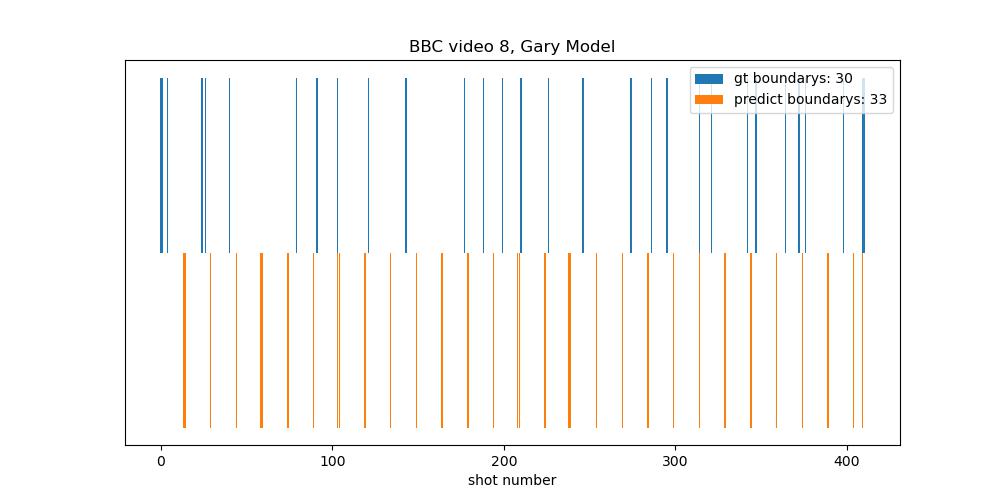 BBC video 8, Gary Model
gt boundarys: 30
predict boundarys: 33
0 100 200 300 400
shot number